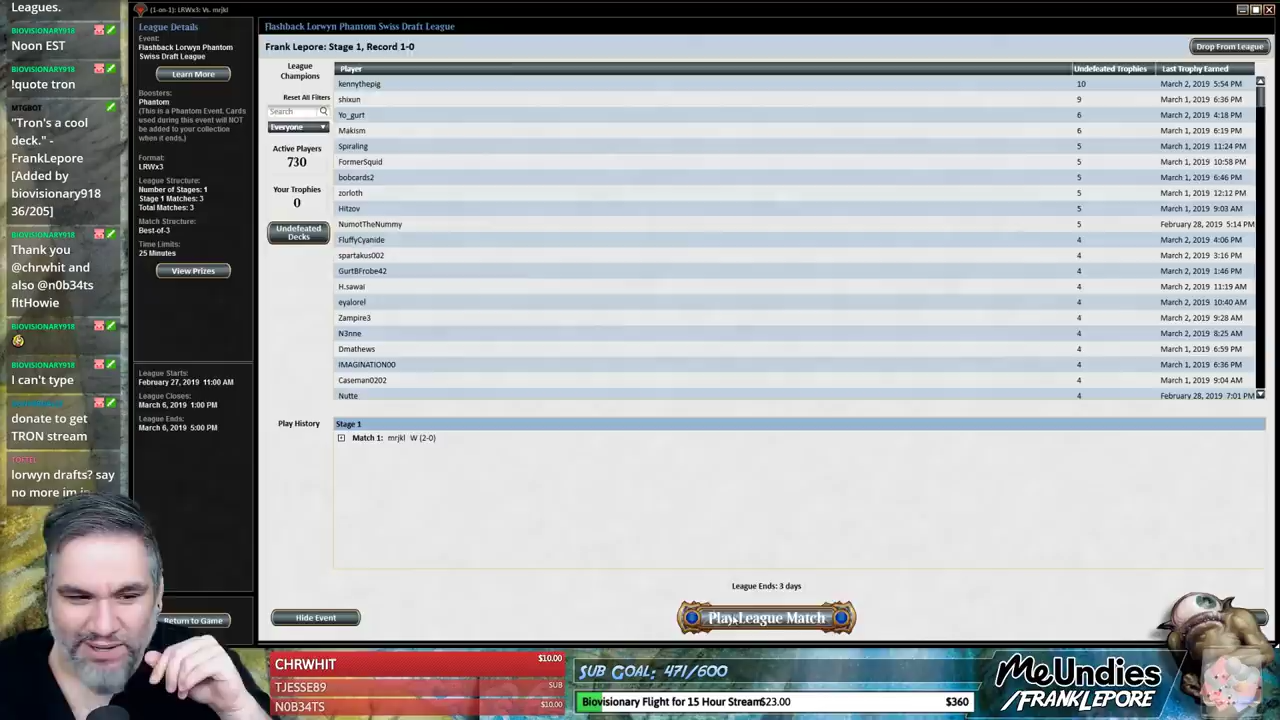 Leagues.
BIOVISIONARY918
Noon EST
BIOVISIONARY918
!quote tron
MTGBOT
"Tron's a cool
deck." -
FrankLepore
[Added by
biovisionary918
36/205]
BIOVISIONARY918
Thank you
@chrwhit and
also @n0b34ts
fltHowie
BIOVISIONARY918
BIOVISIONARY918
I can't type
donate to get
TRON stream
lorwyn drafts? say
no more im
(1-on-1): LRWx3: Vs. mrjkl
League Details
Event:
Flashback Lorwyn Phantom
Swiss Draft League
Learn More
Boosters:
Phantom
(This is a Phantom Event. Cards
used during this event will NOT
be added to your collection
when it ends.)
Format:
LRWx3
League Structure:
Number of Stages: 1
Stage 1 Matches: 3
Total Matches: 3
Match Structure:
Best-of-3
Time Limits:
25 Minutes
View Prizes
League Starts:
February 27, 2019 11:00 AM
League Closes:
March 6, 2019 1:00 PM
League Ends:
March 6, 2019 5:00 PM
Return to Game
Flashback Lorwyn Phantom Swiss Draft League
Frank Lepore: Stage 1, Record 1-0
Drop From League
League
Champions
Reset All Filters
Search
Everyone
Active Players
730
Your Trophies
0
Undefeated
Decks
Player Undefeated Trophies Last Trophy Earned
kennythepig 10 March 2, 2019 5:54 PM
shixun 9 March 1, 2019 6:36 PM
Yo_gurt 6 March 2, 2019 4:18 PM
Makism 6 March 1, 2019 6:19 PM
Spiraling 5 March 1, 2019 11:24 PM
FormerSquid 5 March 1, 2019 10:58 PM
bobcards2 5 March 1, 2019 6:46 PM
zorloth 5 March 1, 2019 12:12 PM
Hitzov 5 March 1, 2019 9:03 AM
NumotTheNummy 5 February 28, 2019 5:14 PM
FluffyCyanide 4 March 2, 2019 4:06 PM
spartakus002 4 March 2, 2019 3:16 PM
GurtBFrobe42 4 March 2, 2019 1:46 PM
H.sawai 4 March 2, 2019 11:19 AM
eyalorel 4 March 2, 2019 10:40 AM
Zampire3 4 March 2, 2019 9:28 AM
N3nne 4 March 2, 2019 8:25 AM
Dmathews 4 March 1, 2019 6:59 PM
IMAGINATION00 4 March 1, 2019 6:36 PM
Caseman0202 4 March 1, 2019 9:04 AM
Nutte 4 February 28, 2019 7:01 PM
Play History
Stage 1
Match 1: mrjkl W (2-0)
League Ends: 3 days
Hide Event
Play League Match
CHRWHIT $10.00
TJESSE89 SUB
N0B34TS $10.00
SUB GOAL: 471/600
Biovisionary Flight for 15 Hour Stream $23.00 $360
MeUndies
/FRANKLEPORE